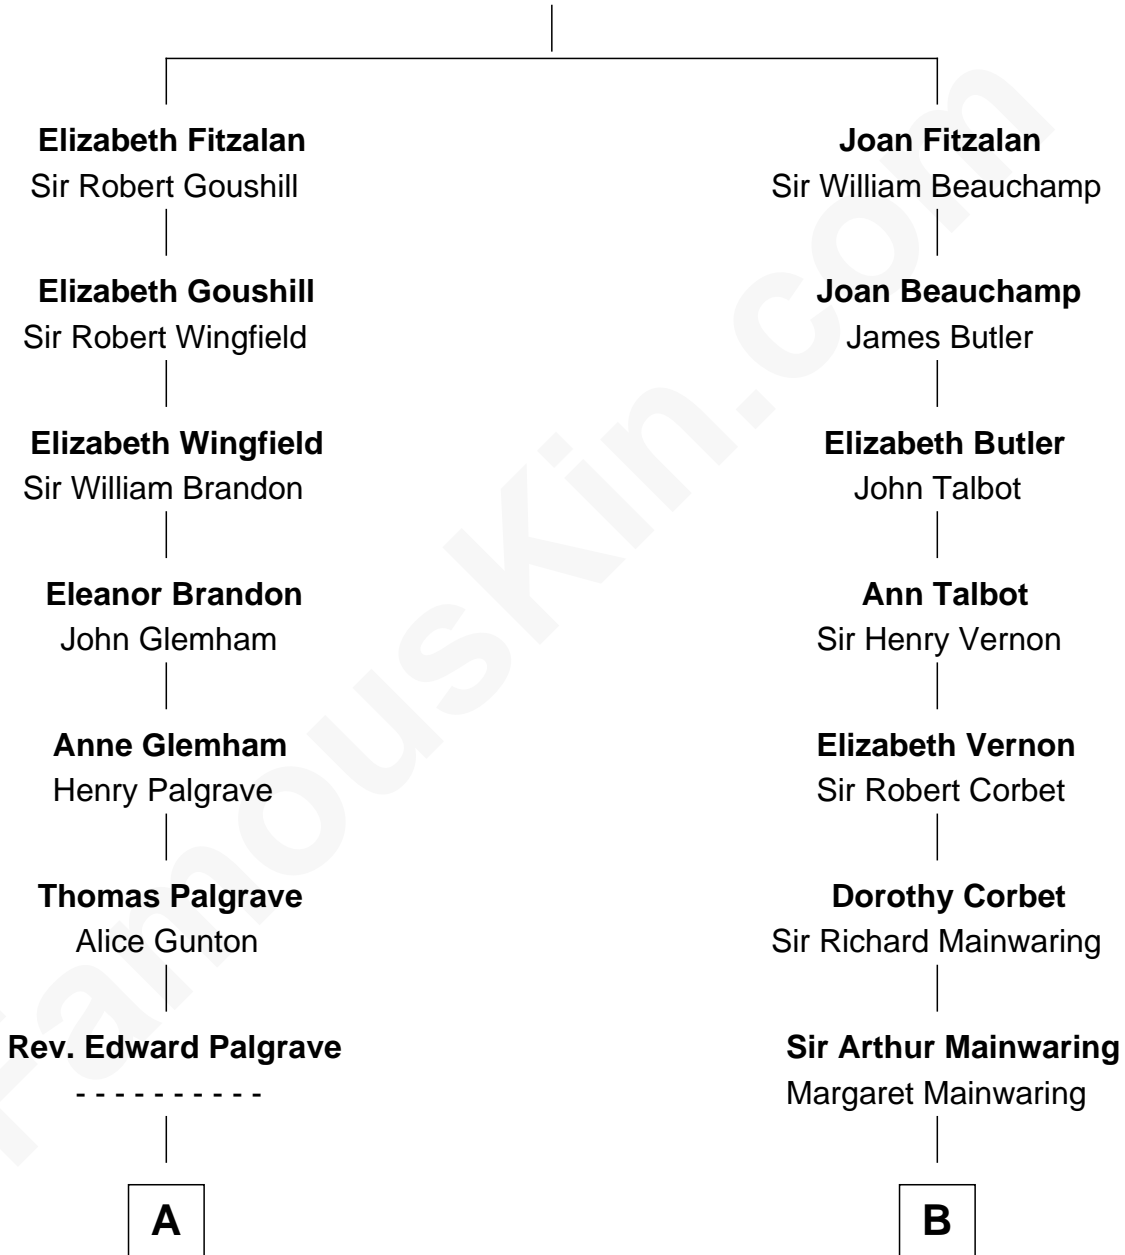 Elizabeth Fitzalan
Sir Robert Goushill
Elizabeth Goushill
Sir Robert Wingfield
Elizabeth Wingfield
Sir William Brandon
Eleanor Brandon
John Glemham
Anne Glemham
Henry Palgrave
Thomas Palgrave
Alice Gunton
Rev. Edward Palgrave
- - - - - - - - - -
A
Joan Fitzalan
Sir William Beauchamp
Joan Beauchamp
James Butler
Elizabeth Butler
John Talbot
Ann Talbot
Sir Henry Vernon
Elizabeth Vernon
Sir Robert Corbet
Dorothy Corbet
Sir Richard Mainwaring
Sir Arthur Mainwaring
Margaret Mainwaring
B
FamousKin.com